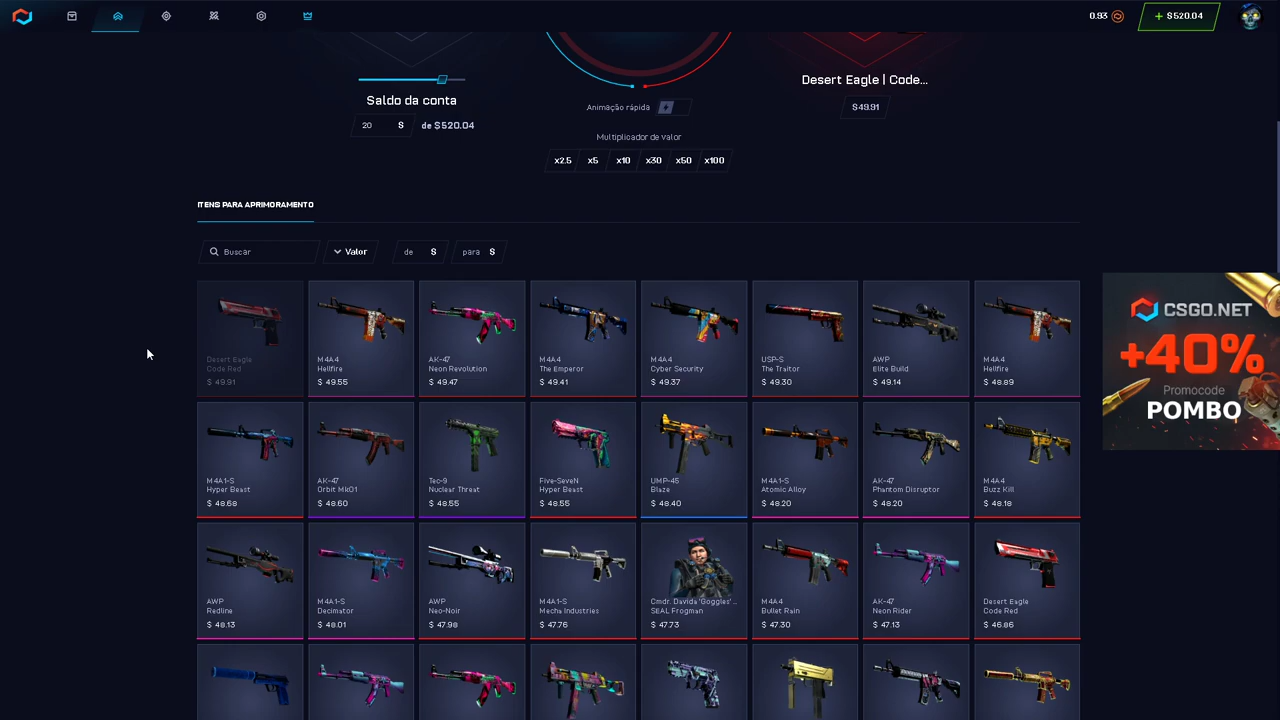 0.93
+ $520.04
Saldo da conta
20 $ de $520.04
Animação rápida
Multiplicador de valor
x2.5 x5 x10 x30 x50 x100
Desert Eagle | Code...
$49.91
ITENS PARA APRIMORAMENTO
Buscar
Valor
de $
para $
Desert Eagle
Code Red
$ 49.91
M4A4
Hellfire
$ 49.55
AK-47
Neon Revolution
$ 49.47
M4A4
The Emperor
$ 49.41
M4A4
Cyber Security
$ 49.37
USP-S
The Traitor
$ 49.30
AWP
Elite Build
$ 49.14
M4A4
Hellfire
$ 48.89
M4A1-S
Hyper Beast
$ 48.68
AK-47
Orbit Mk01
$ 48.60
Tec-9
Nuclear Threat
$ 48.55
Five-SeveN
Hyper Beast
$ 48.55
UMP-45
Blaze
$ 48.40
M4A1-S
Atomic Alloy
$ 48.20
AK-47
Phantom Disruptor
$ 48.20
M4A4
Buzz Kill
$ 48.18
AWP
Redline
$ 48.13
M4A1-S
Decimator
$ 48.01
AWP
Neo-Noir
$ 47.98
M4A1-S
Mecha Industries
$ 47.76
Cmdr. Davida 'Goggles' ...
SEAL Frogman
$ 47.73
M4A4
Bullet Rain
$ 47.30
AK-47
Neon Rider
$ 47.13
Desert Eagle
Code Red
$ 46.86
CSGO.NET
+40%
Promocode
POMBO